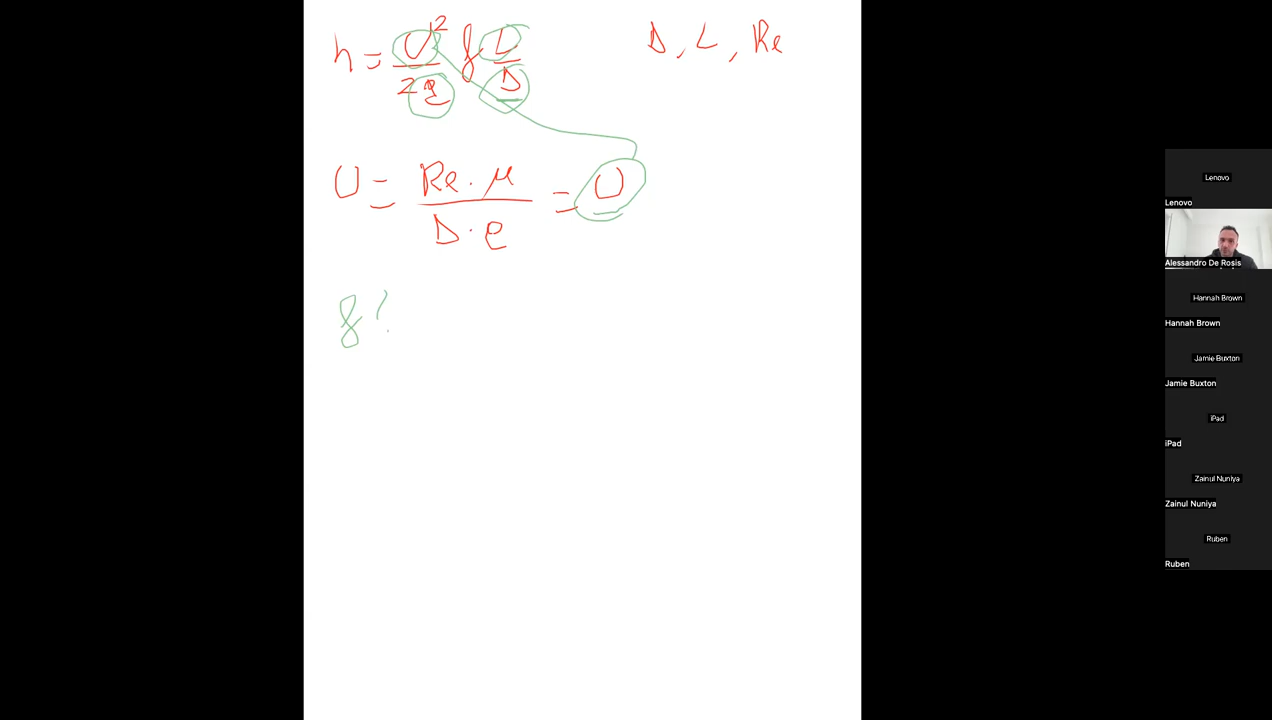 h = U² / 2g f L / D
D, L, Re
U = Re · μ / D · ρ = U
f ?
Lenovo
Lenovo
Alessandro De Rosis
Hannah Brown
Hannah Brown
Jamie Buxton
Jamie Buxton
iPad
iPad
Zainul Nuniya
Zainul Nuniya
Ruben
Ruben